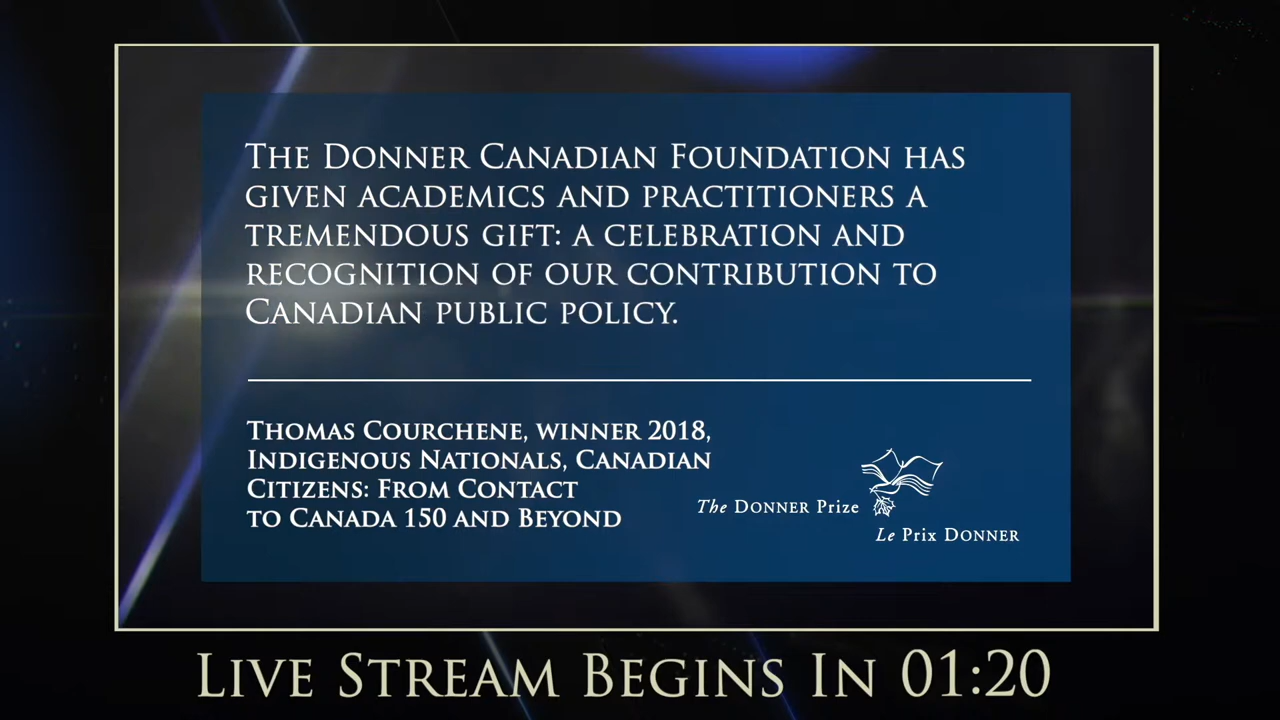 The Donner Canadian Foundation has
given academics and practitioners a
tremendous gift: a celebration and
recognition of our contribution to
Canadian public policy.
Thomas Courchene, winner 2018,
Indigenous Nationals, Canadian
Citizens: From Contact
to Canada 150 and Beyond
The Donner Prize
Le Prix Donner
Live Stream Begins In 01:20